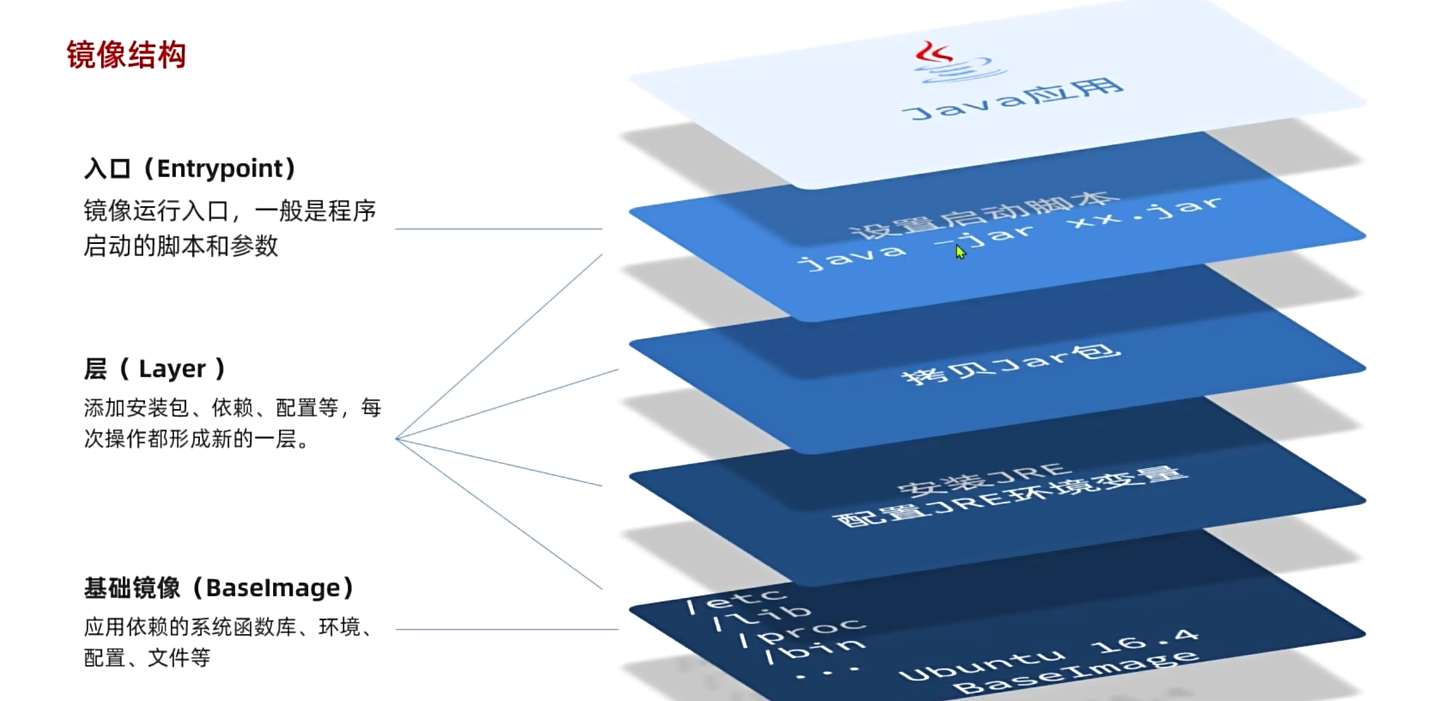 镜像结构
入口（Entrypoint）
镜像运行入口，一般是程序
启动的脚本和参数
层（ Layer ）
添加安装包、依赖、配置等，每
次操作都形成新的一层。
基础镜像（BaseImage）
应用依赖的系统函数库、环境、
配置、文件等
Java应用
设置启动脚本
java -jar xx.jar
拷贝Jar包
安装JRE
配置JRE环境变量
/etc
/lib
/proc
/bin
...
Ubuntu 16.4
BaseImage